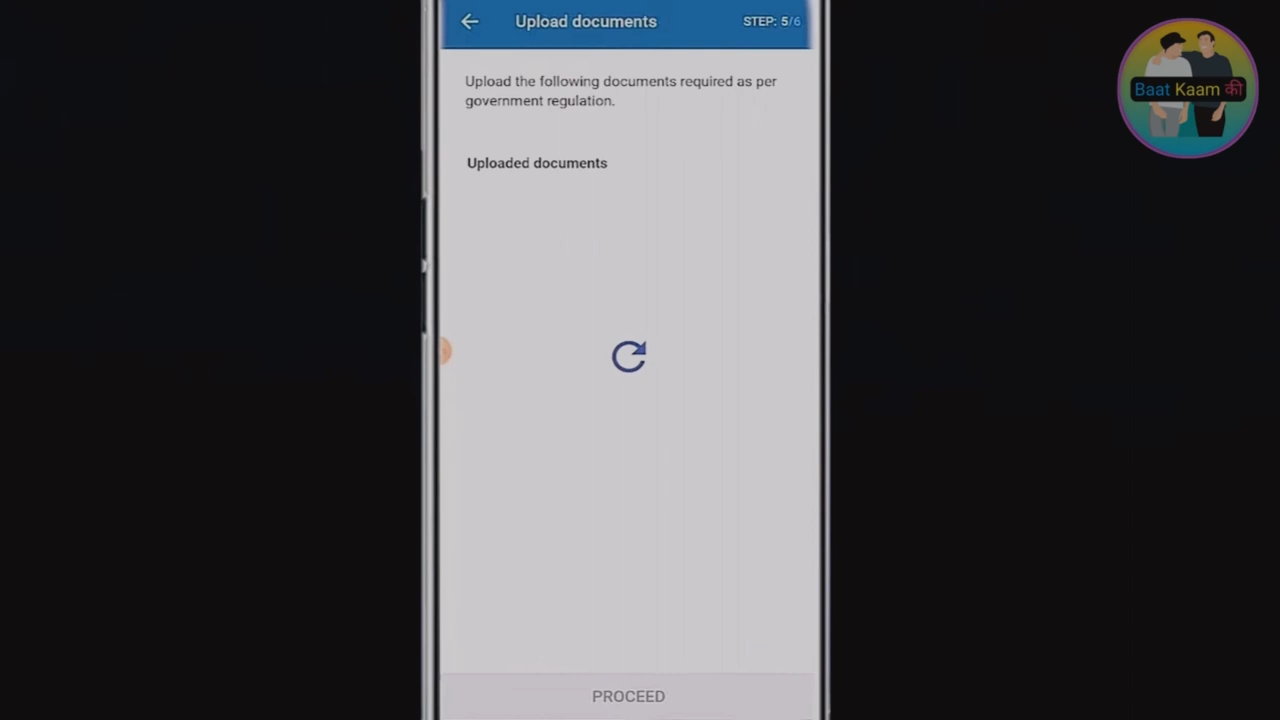 Upload documents
STEP: 5/6
Upload the following documents required as per
government regulation.
Uploaded documents
PROCEED
Baat Kaam की